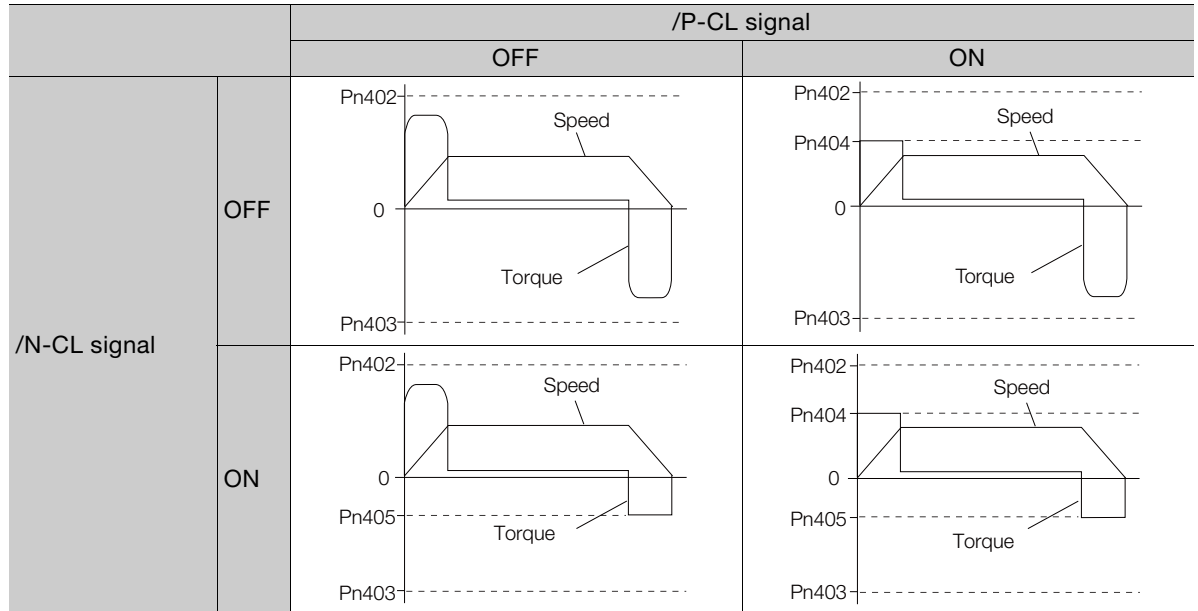 /P-CL signal
OFF
ON
/N-CL signal
OFF
Pn402
Speed
0
Torque
Pn403
Pn402
Pn404
Speed
0
Torque
Pn403
ON
Pn402
Speed
0
Pn405
Torque
Pn403
Pn402
Pn404
Speed
0
Pn405
Torque
Pn403